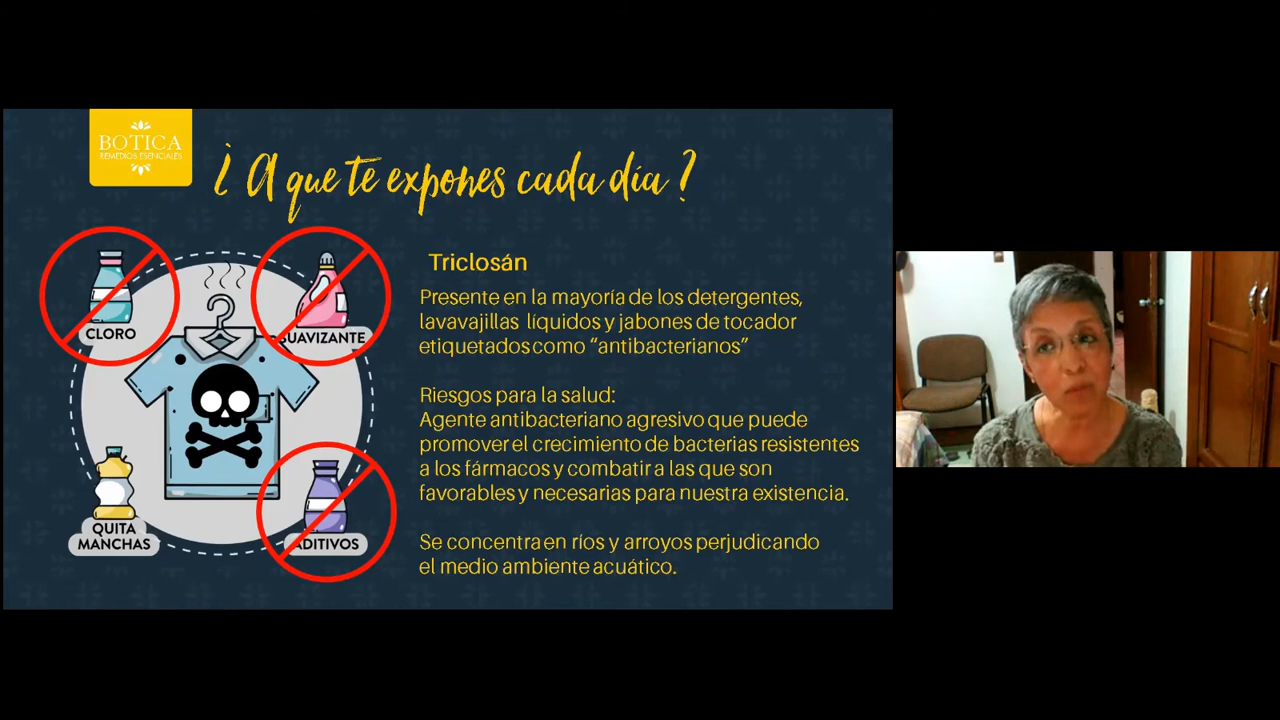 BOTICA
REMEDIOS ESENCIALES
¿ A que te expones cada día ?
CLORO
SUAVIZANTE
QUITA
MANCHAS
ADITIVOS
Triclosán
Presente en la mayoría de los detergentes,
lavavajillas líquidos y jabones de tocador
etiquetados como “antibacterianos”
Riesgos para la salud:
Agente antibacteriano agresivo que puede
promover el crecimiento de bacterias resistentes
a los fármacos y combatir a las que son
favorables y necesarias para nuestra existencia.
Se concentra en ríos y arroyos perjudicando
el medio ambiente acuático.